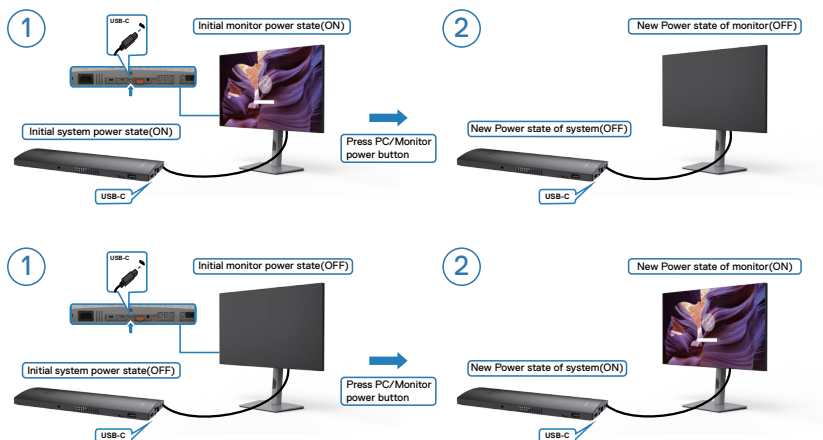 1
USB-C
Initial monitor power state(ON)
Initial system power state(ON)
USB-C
Press PC/Monitor
power button
2
New Power state of monitor(OFF)
New Power state of system(OFF)
USB-C
1
USB-C
Initial monitor power state(OFF)
Initial system power state(OFF)
USB-C
Press PC/Monitor
power button
2
New Power state of monitor(ON)
New Power state of system(ON)
USB-C